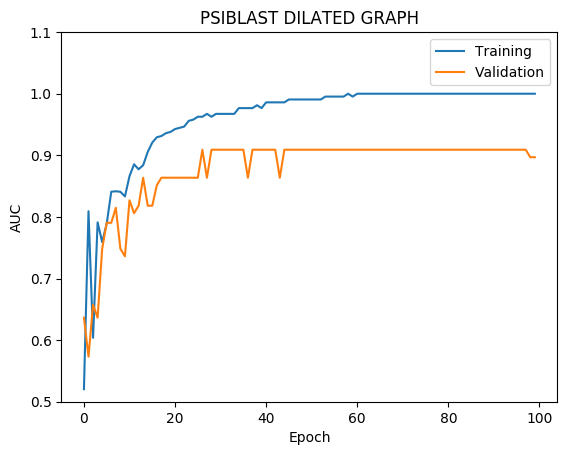 PSIBLAST DILATED GRAPH
Training
Validation
AUC
1.1
1.0
0.9
0.8
0.7
0.6
0.5
0
20
40
60
80
100
Epoch